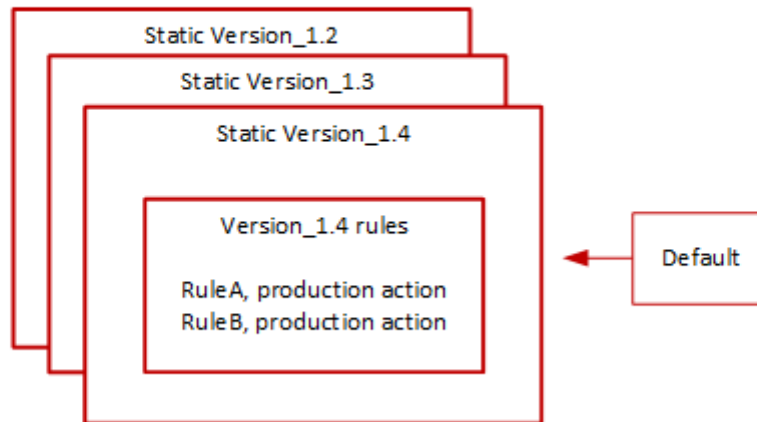 Static Version_1.2
Static Version_1.3
Static Version_1.4
Version_1.4 rules
RuleA, production action
RuleB, production action
Default